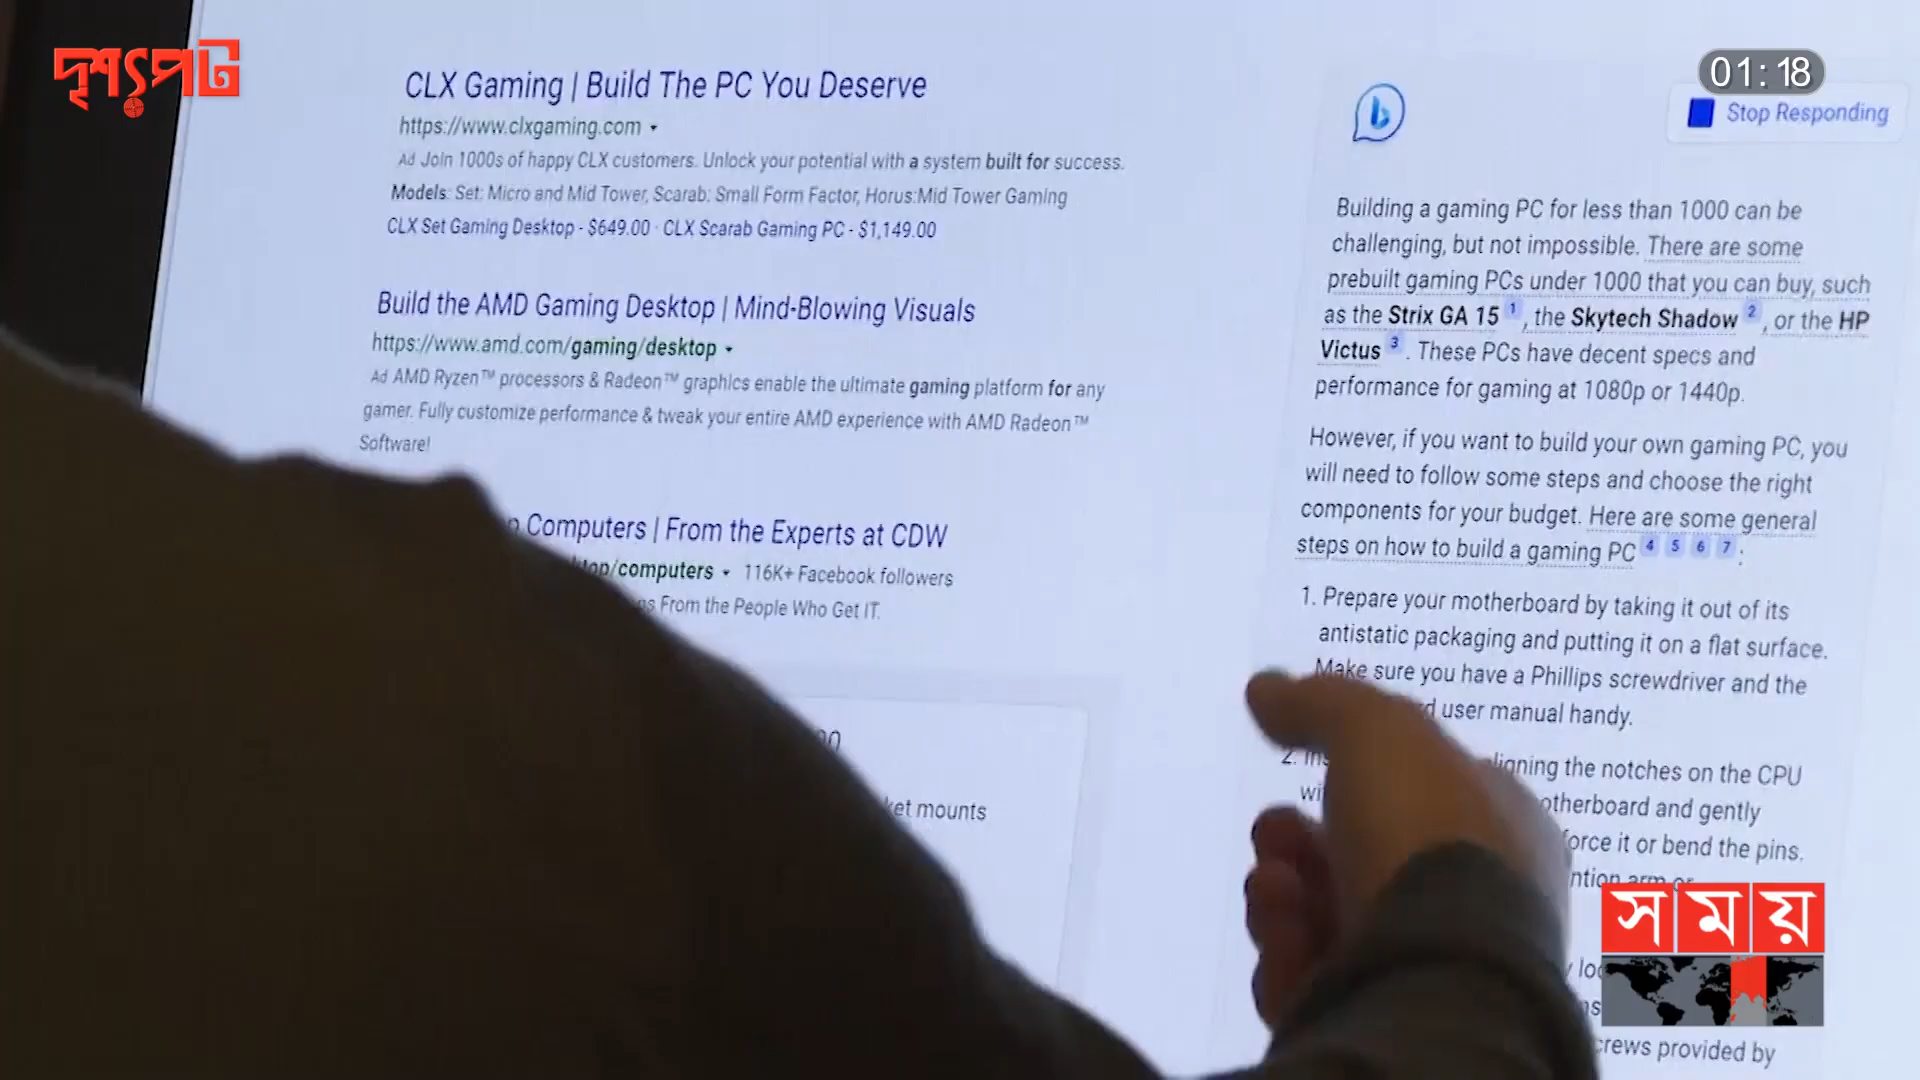 দৃশ্যপট
01:18
CLX Gaming | Build The PC You Deserve
https://www.clxgaming.com
Ad Join 1000s of happy CLX customers. Unlock your potential with a system built for success.
Models: Set: Micro and Mid Tower, Scarab: Small Form Factor, Horus:Mid Tower Gaming
CLX Set Gaming Desktop - $649.00 · CLX Scarab Gaming PC - $1,149.00
Build the AMD Gaming Desktop | Mind-Blowing Visuals
https://www.amd.com/gaming/desktop
Ad AMD Ryzen™ processors & Radeon™ graphics enable the ultimate gaming platform for any
gamer. Fully customize performance & tweak your entire AMD experience with AMD Radeon™
Software!
Computers | From the Experts at CDW
/computers 116K+ Facebook followers
From the People Who Get IT.
mounts
Stop Responding
Building a gaming PC for less than 1000 can be
challenging, but not impossible. There are some
prebuilt gaming PCs under 1000 that you can buy, such
as the Strix GA 15 1, the Skytech Shadow 2, or the HP
Victus 3. These PCs have decent specs and
performance for gaming at 1080p or 1440p.
However, if you want to build your own gaming PC, you
will need to follow some steps and choose the right
components for your budget. Here are some general
steps on how to build a gaming PC 4 5 6 7:
1. Prepare your motherboard by taking it out of its
antistatic packaging and putting it on a flat surface.
Make sure you have a Phillips screwdriver and the
user manual handy.
2. the notches on the CPU
and gently
force it or bend the pins.
arm or
provided by
সময়